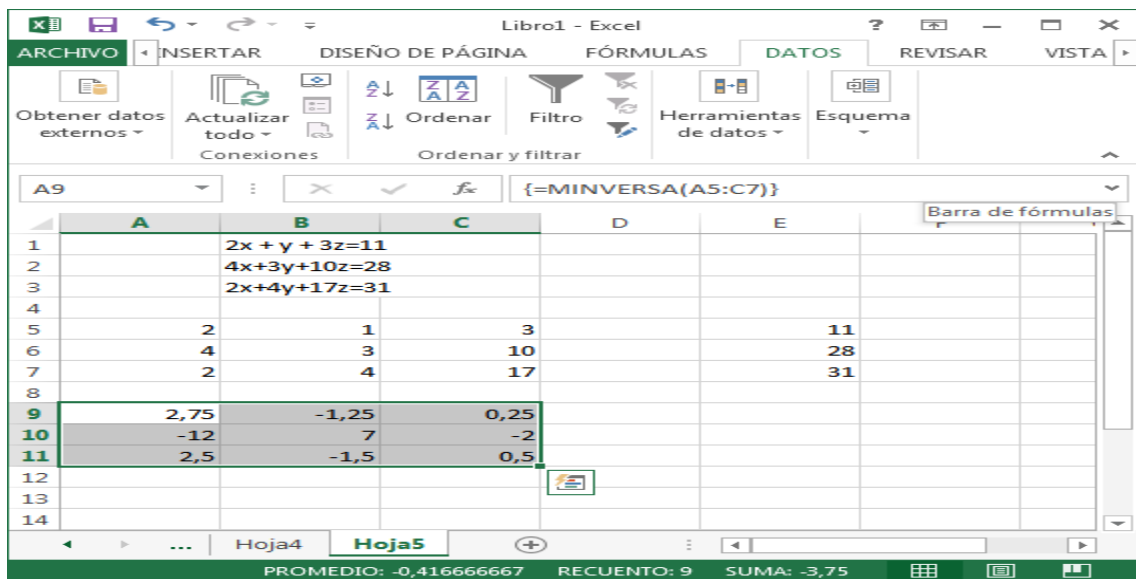 Libro1 - Excel
ARCHIVO INSERTAR DISEÑO DE PÁGINA FÓRMULAS DATOS REVISAR VISTA
Obtener datos externos
Actualizar todo
Conexiones
Ordenar
Filtro
Ordenar y filtrar
Herramientas de datos
Esquema
A9 fx {=MINVERSA(A5:C7)}
Barra de fórmulas
A B C D E
1 2x + y + 3z=11
2 4x+3y+10z=28
3 2x+4y+17z=31
4
5 2 1 3 11
6 4 3 10 28
7 2 4 17 31
8
9 2,75 -1,25 0,25
10 -12 7 -2
11 2,5 -1,5 0,5
12
13
14
... Hoja4 Hoja5
PROMEDIO: -0,416666667 RECUENTO: 9 SUMA: -3,75